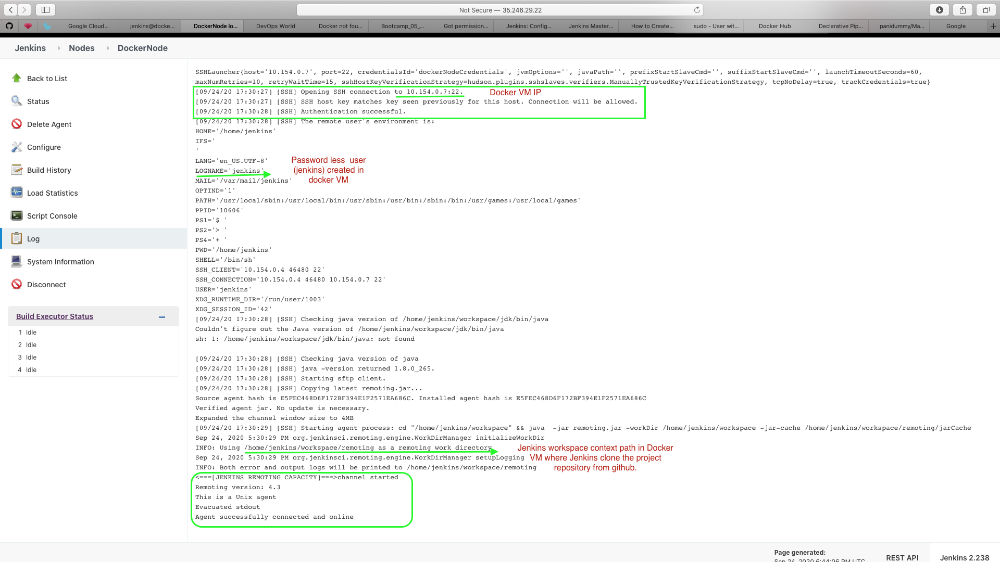 Not Secure — 35.246.29.22
Google Cloud...
jenkins@docke...
DockerNode lo...
DevOps World
Docker not fou...
Bootcamp_05_...
Got permission...
Jenkins: Config...
Jenkins Master...
How to Create...
sudo - User wit...
Docker Hub
Declarative Pip...
panidummy/Ma...
Google
Jenkins
Nodes
DockerNode
Back to List
Status
Delete Agent
Configure
Build History
Load Statistics
Script Console
Log
System Information
Disconnect
Build Executor Status
1 Idle
2 Idle
3 Idle
4 Idle
SSHLauncher{host='10.154.0.7', port=22, credentialsId='dockerNodeCredentials', jvmOptions='', javaPath='', prefixStartSlaveCmd='', suffixStartSlaveCmd='', launchTimeoutSeconds=60,
maxNumRetries=10, retryWaitTime=15, sshHostKeyVerificationStrategy=hudson.plugins.sshslaves.verifiers.ManuallyTrustedKeyVerificationStrategy, tcpNoDelay=true, trackCredentials=true}
[09/24/20 17:30:27] [SSH] Opening SSH connection to 10.154.0.7:22. Docker VM IP
[09/24/20 17:30:27] [SSH] SSH host key matches key seen previously for this host. Connection will be allowed.
[09/24/20 17:30:28] [SSH] Authentication successful.
[09/24/20 17:30:28] [SSH] The remote user's environment is:
HOME='/home/jenkins'
IFS='
'
LANG='en_US.UTF-8'
LOGNAME='jenkins'
Password less user
(jenkins) created in
docker VM
MAIL='/var/mail/jenkins'
OPTIND='1'
PATH='/usr/local/sbin:/usr/local/bin:/usr/sbin:/usr/bin:/sbin:/bin:/usr/games:/usr/local/games'
PPID='10606'
PS1='$ '
PS2='> '
PS4='+ '
PWD='/home/jenkins'
SHELL='/bin/sh'
SSH_CLIENT='10.154.0.4 46480 22'
SSH_CONNECTION='10.154.0.4 46480 10.154.0.7 22'
USER='jenkins'
XDG_RUNTIME_DIR='/run/user/1003'
XDG_SESSION_ID='42'
[09/24/20 17:30:28] [SSH] Checking java version of /home/jenkins/workspace/jdk/bin/java
Couldn't figure out the Java version of /home/jenkins/workspace/jdk/bin/java
sh: 1: /home/jenkins/workspace/jdk/bin/java: not found
[09/24/20 17:30:28] [SSH] Checking java version of java
[09/24/20 17:30:28] [SSH] java -version returned 1.8.0_265.
[09/24/20 17:30:28] [SSH] Starting sftp client.
[09/24/20 17:30:28] [SSH] Copying latest remoting.jar...
Source agent hash is E5FEC468D6F172BF394E1F2571EA686C. Installed agent hash is E5FEC468D6F172BF394E1F2571EA686C
Verified agent jar. No update is necessary.
Expanded the channel window size to 4MB
[09/24/20 17:30:29] [SSH] Starting agent process: cd "/home/jenkins/workspace" && java  -jar remoting.jar -workDir /home/jenkins/workspace -jar-cache /home/jenkins/workspace/remoting/jarCache
Sep 24, 2020 5:30:29 PM org.jenkinsci.remoting.engine.WorkDirManager initializeWorkDir
INFO: Using /home/jenkins/workspace/remoting as a remoting work directory
Sep 24, 2020 5:30:29 PM org.jenkinsci.remoting.engine.WorkDirManager setupLogging
INFO: Both error and output logs will be printed to /home/jenkins/workspace/remoting
Jenkins workspace context path in Docker
VM where Jenkins clone the project
repository from github.
<===[JENKINS REMOTING CAPACITY]===>channel started
Remoting version: 4.3
This is a Unix agent
Evacuated stdout
Agent successfully connected and online
Page generated:
Sep 24, 2020 6:44:06 PM UTC
REST API
Jenkins 2.238